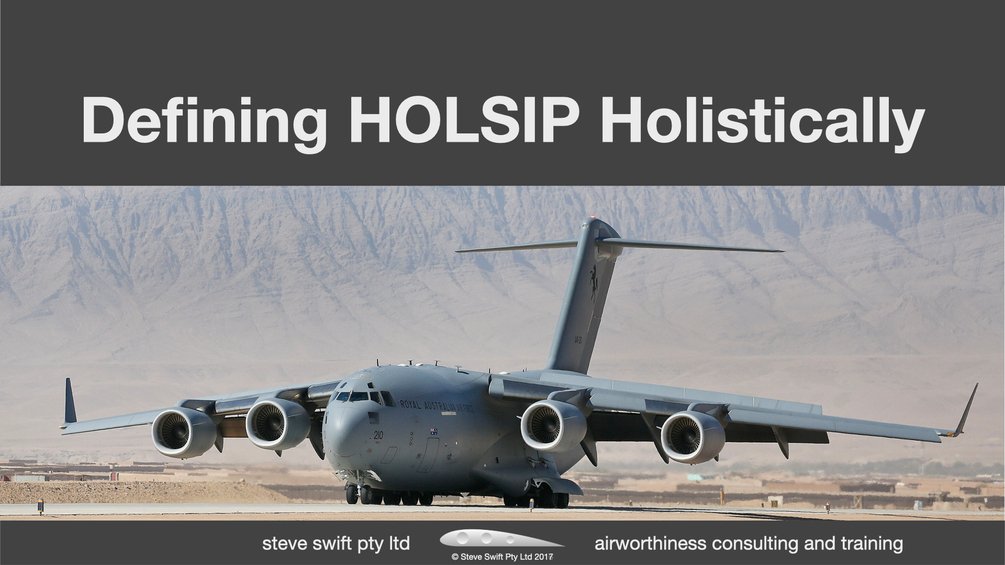 Defining HOLSIP Holistically
ROYAL AUSTRALIAN AIR FORCE
210
steve swift pty ltd
© Steve Swift Pty Ltd 2017
airworthiness consulting and training